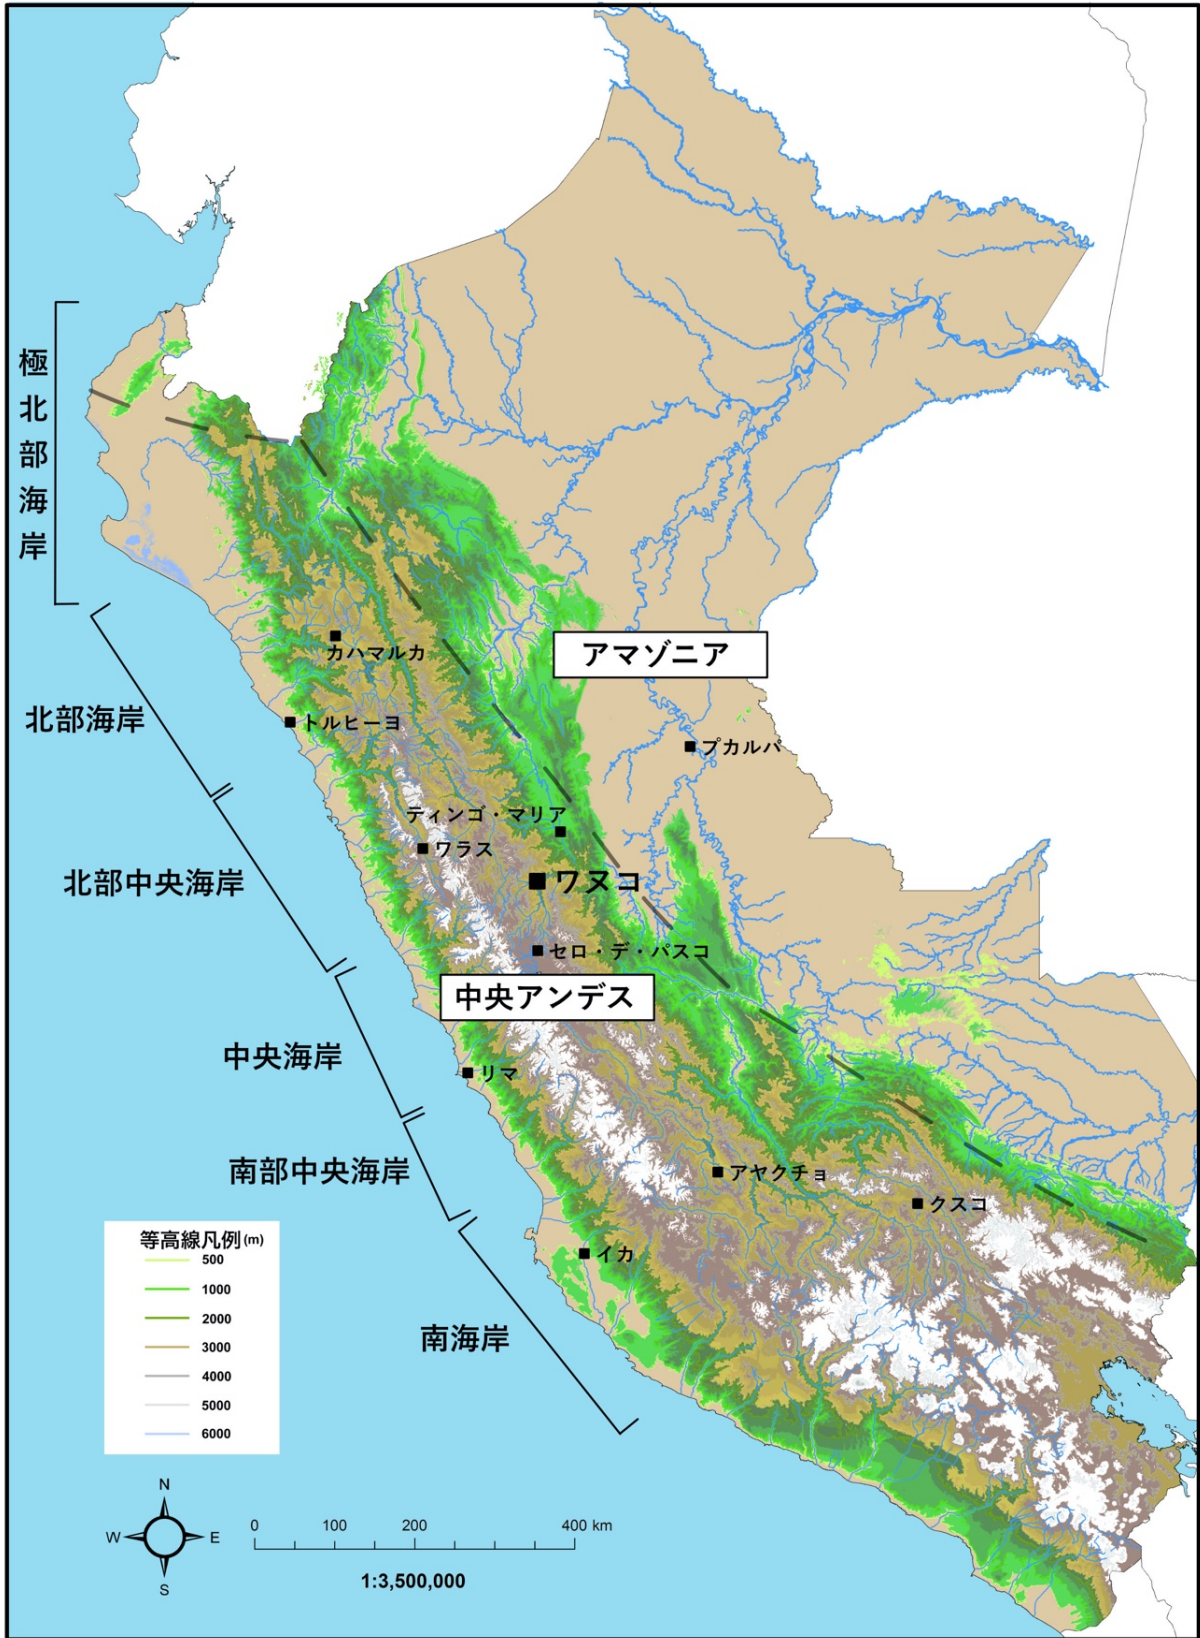 極北部海岸
アマゾニア
カハマルカ
北部海岸
トルヒーヨ
プカルパ
ティンゴ・マリア
ワラス
北部中央海岸
ワヌコ
セロ・デ・パスコ
中央アンデス
中央海岸
リマ
南部中央海岸
アヤクチョ
クスコ
イカ
南海岸
等高線凡例(m)
500
1000
2000
3000
4000
5000
6000
N
W E
S
0 100 200 400 km
1:3,500,000